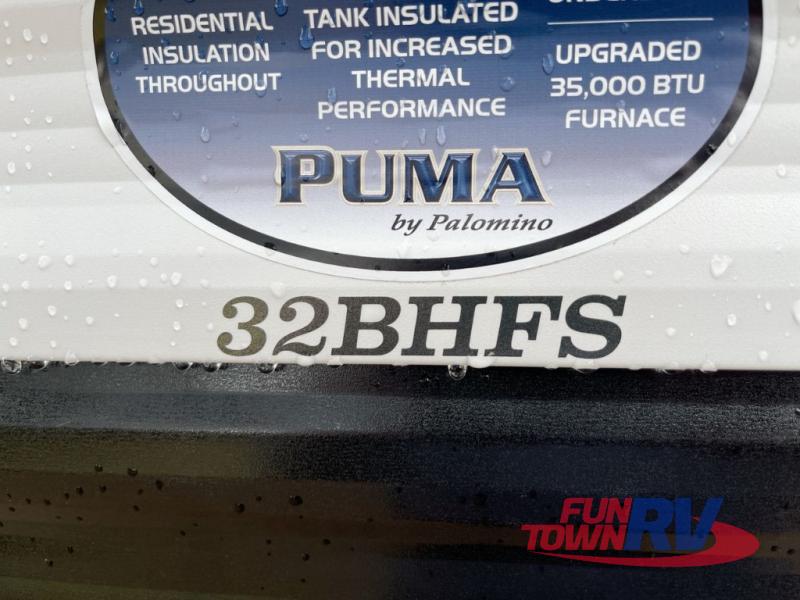 RESIDENTIAL
INSULATION
THROUGHOUT
TANK INSULATED
FOR INCREASED
THERMAL
PERFORMANCE
UPGRADED
35,000 BTU
FURNACE
PUMA
by Palomino
32BHFS
FUN
TOWN RV